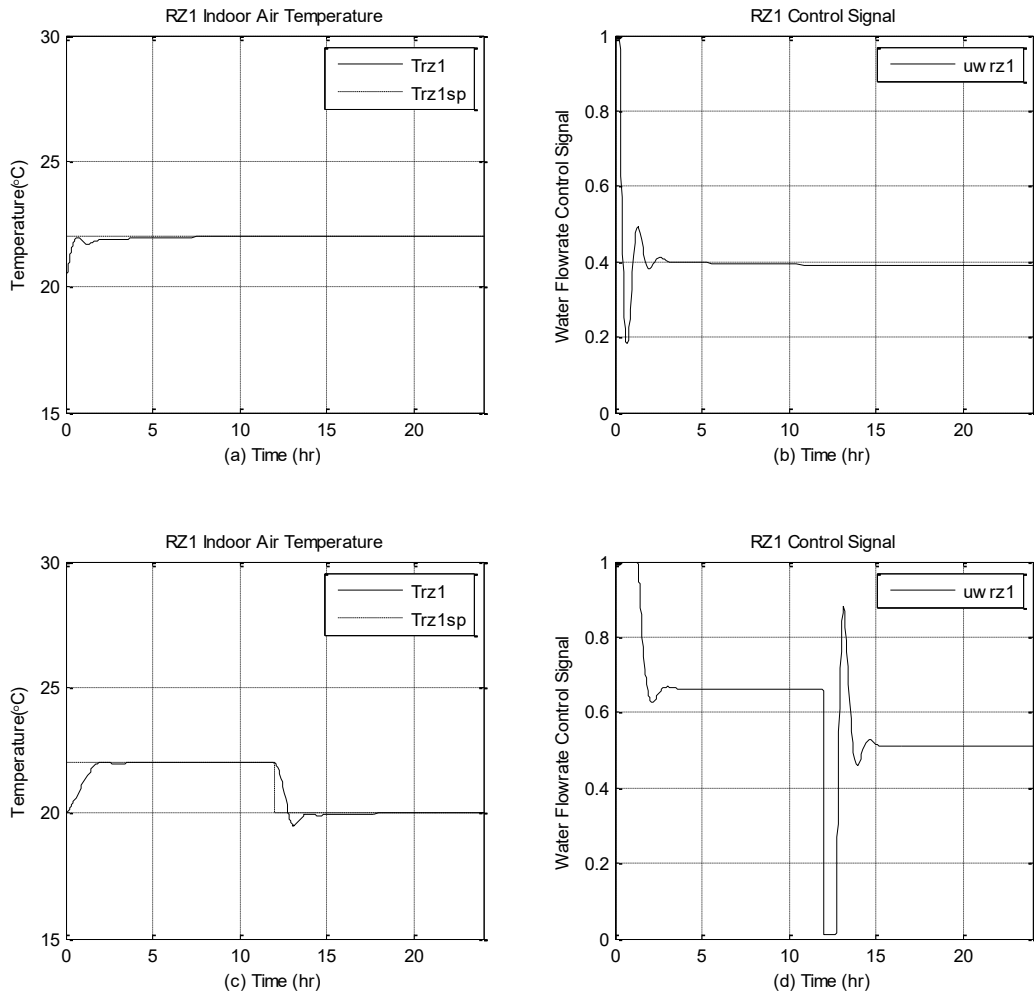 RZ1 Indoor Air Temperature
30
25
20
15
Temperature(°C)
0 5 10 15 20
(a) Time (hr)
Trz1
Trz1sp
RZ1 Control Signal
1
0.8
0.6
0.4
0.2
0
Water Flowrate Control Signal
0 5 10 15 20
(b) Time (hr)
uw rz1
RZ1 Indoor Air Temperature
30
25
20
15
Temperature(°C)
0 5 10 15 20
(c) Time (hr)
Trz1
Trz1sp
RZ1 Control Signal
1
0.8
0.6
0.4
0.2
0
Water Flowrate Control Signal
0 5 10 15 20
(d) Time (hr)
uw rz1